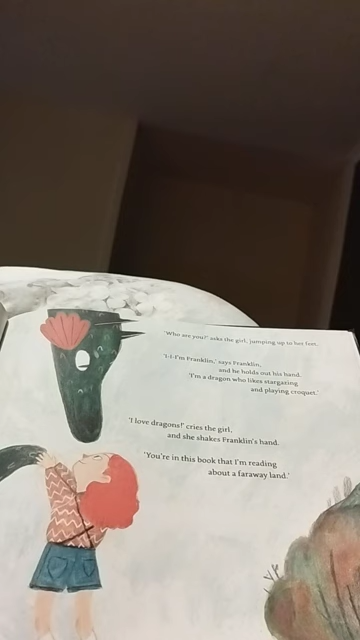 'Who are you?' asks the girl, jumping up to her feet.
'I-I-I'm Franklin,' says Franklin,
and he holds out his hand.
'I'm a dragon who likes stargazing
and playing croquet.'
'I love dragons!' cries the girl,
and she shakes Franklin's hand.
'You're in this book that I'm reading
about a faraway land.'